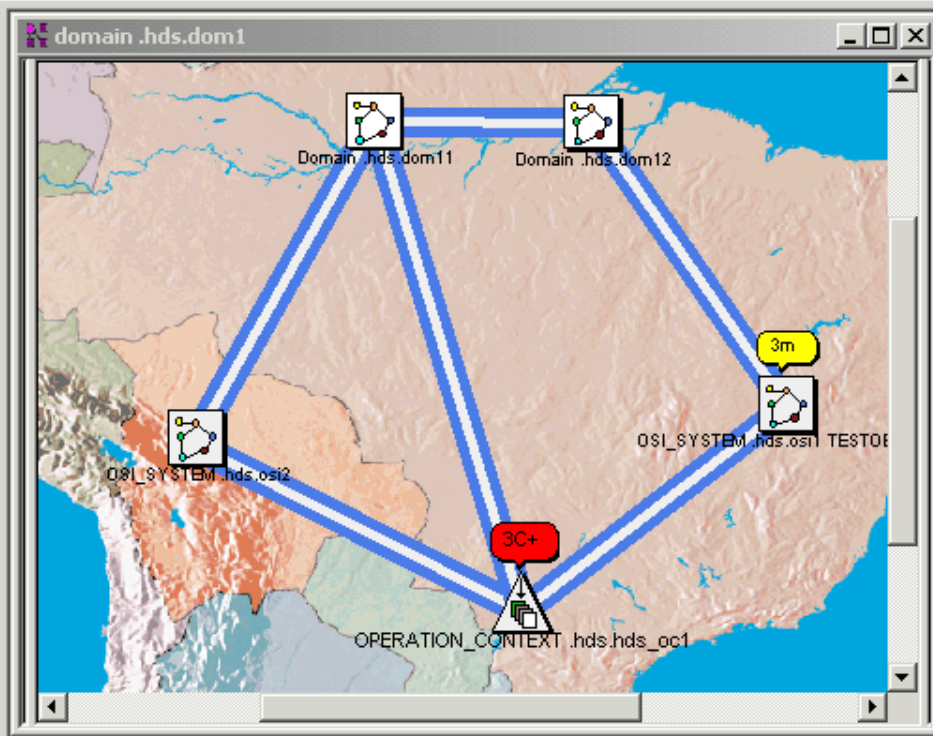 domain .hds.dom1
Domain .hds.dom11
Domain .hds.dom12
3m
OSI_SYSTEM .hds.osi1 TESTOE
OSI_SYSTEM .hds.osi2
3C+
OPERATION_CONTEXT .hds.hds_oc1